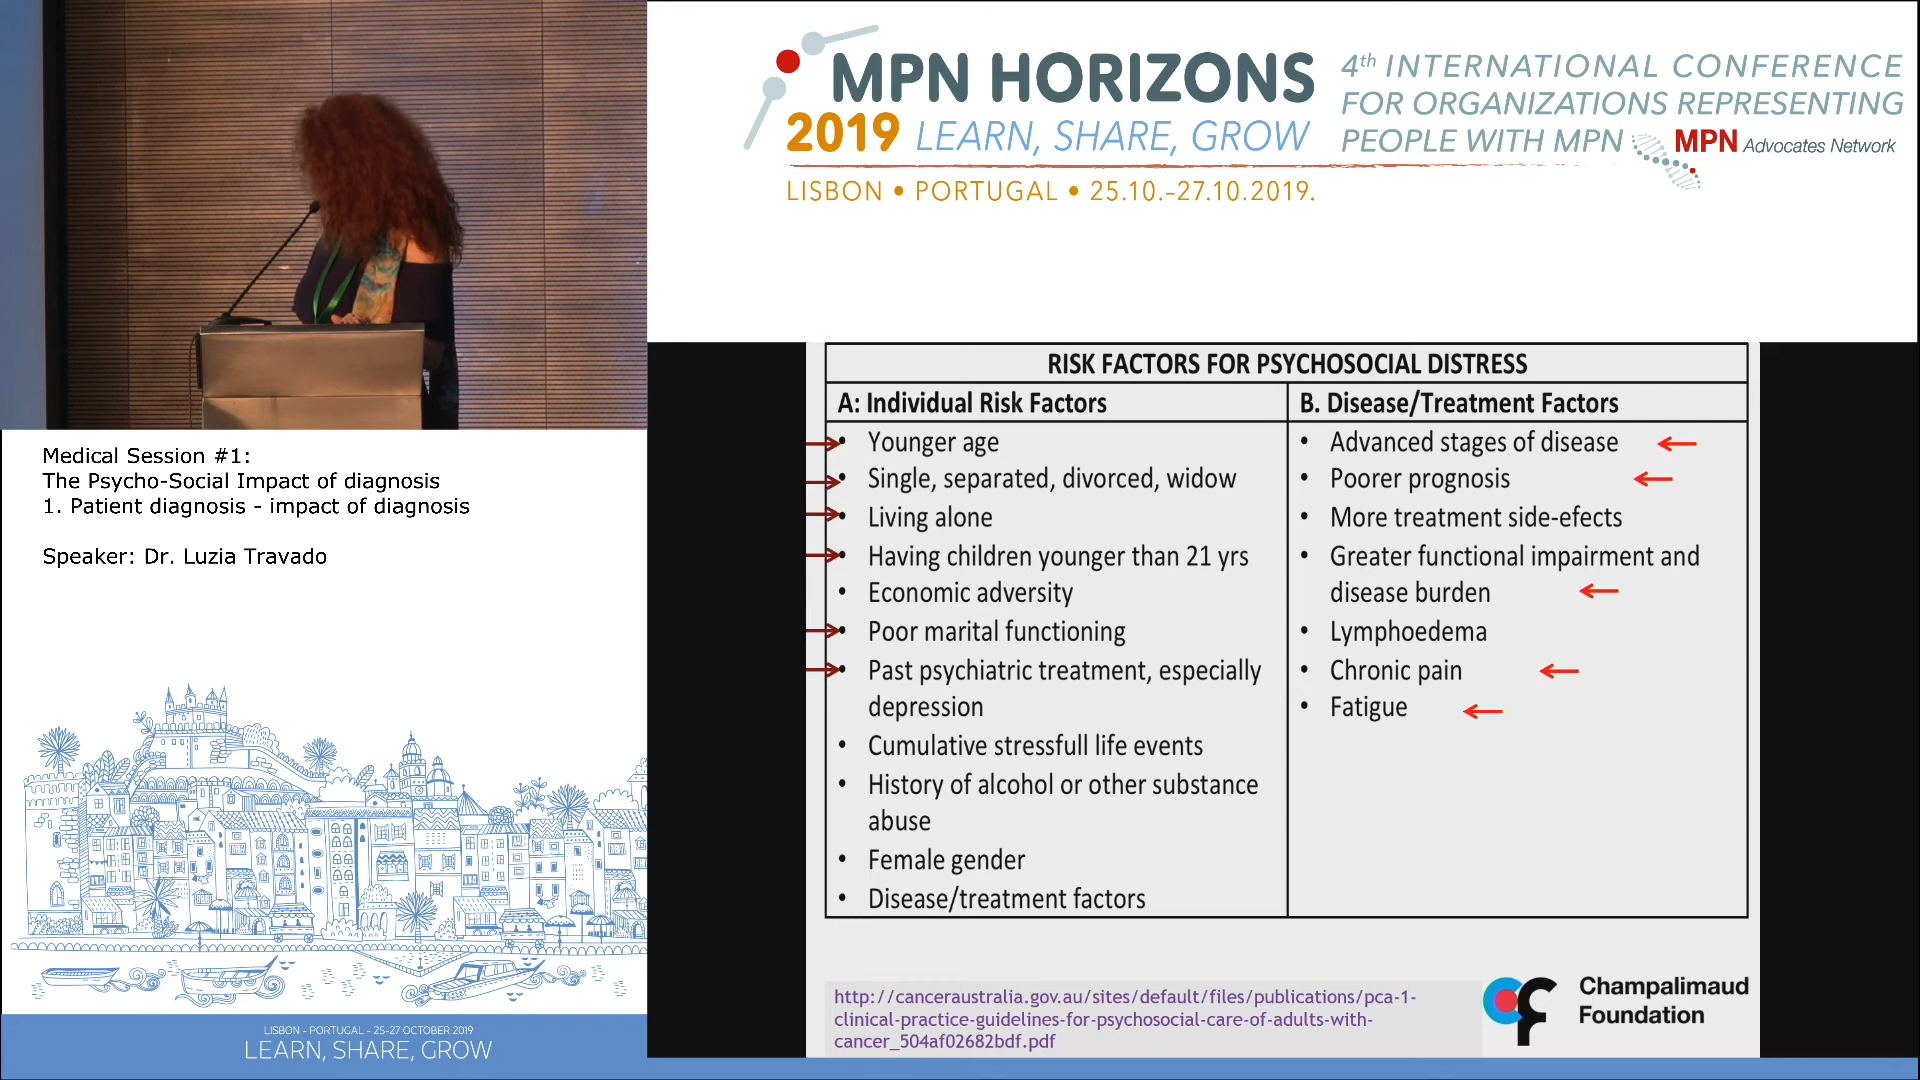 MPN HORIZONS
2019 LEARN, SHARE, GROW
LISBON • PORTUGAL • 25.10.-27.10.2019.
4th INTERNATIONAL CONFERENCE
FOR ORGANIZATIONS REPRESENTING
PEOPLE WITH MPN
MPN Advocates Network
Medical Session #1:
The Psycho-Social Impact of diagnosis
1. Patient diagnosis - impact of diagnosis
Speaker: Dr. Luzia Travado
RISK FACTORS FOR PSYCHOSOCIAL DISTRESS
A: Individual Risk Factors
• Younger age
• Single, separated, divorced, widow
• Living alone
• Having children younger than 21 yrs
• Economic adversity
• Poor marital functioning
• Past psychiatric treatment, especially
depression
• Cumulative stressfull life events
• History of alcohol or other substance
abuse
• Female gender
• Disease/treatment factors
B. Disease/Treatment Factors
• Advanced stages of disease
• Poorer prognosis
• More treatment side-efects
• Greater functional impairment and
disease burden
• Lymphoedema
• Chronic pain
• Fatigue
http://canceraustralia.gov.au/sites/default/files/publications/pca-1-
clinical-practice-guidelines-for-psychosocial-care-of-adults-with-
cancer_504af02682bdf.pdf
Champalimaud
Foundation
LISBON - PORTUGAL - 25-27 OCTOBER 2019
LEARN, SHARE, GROW